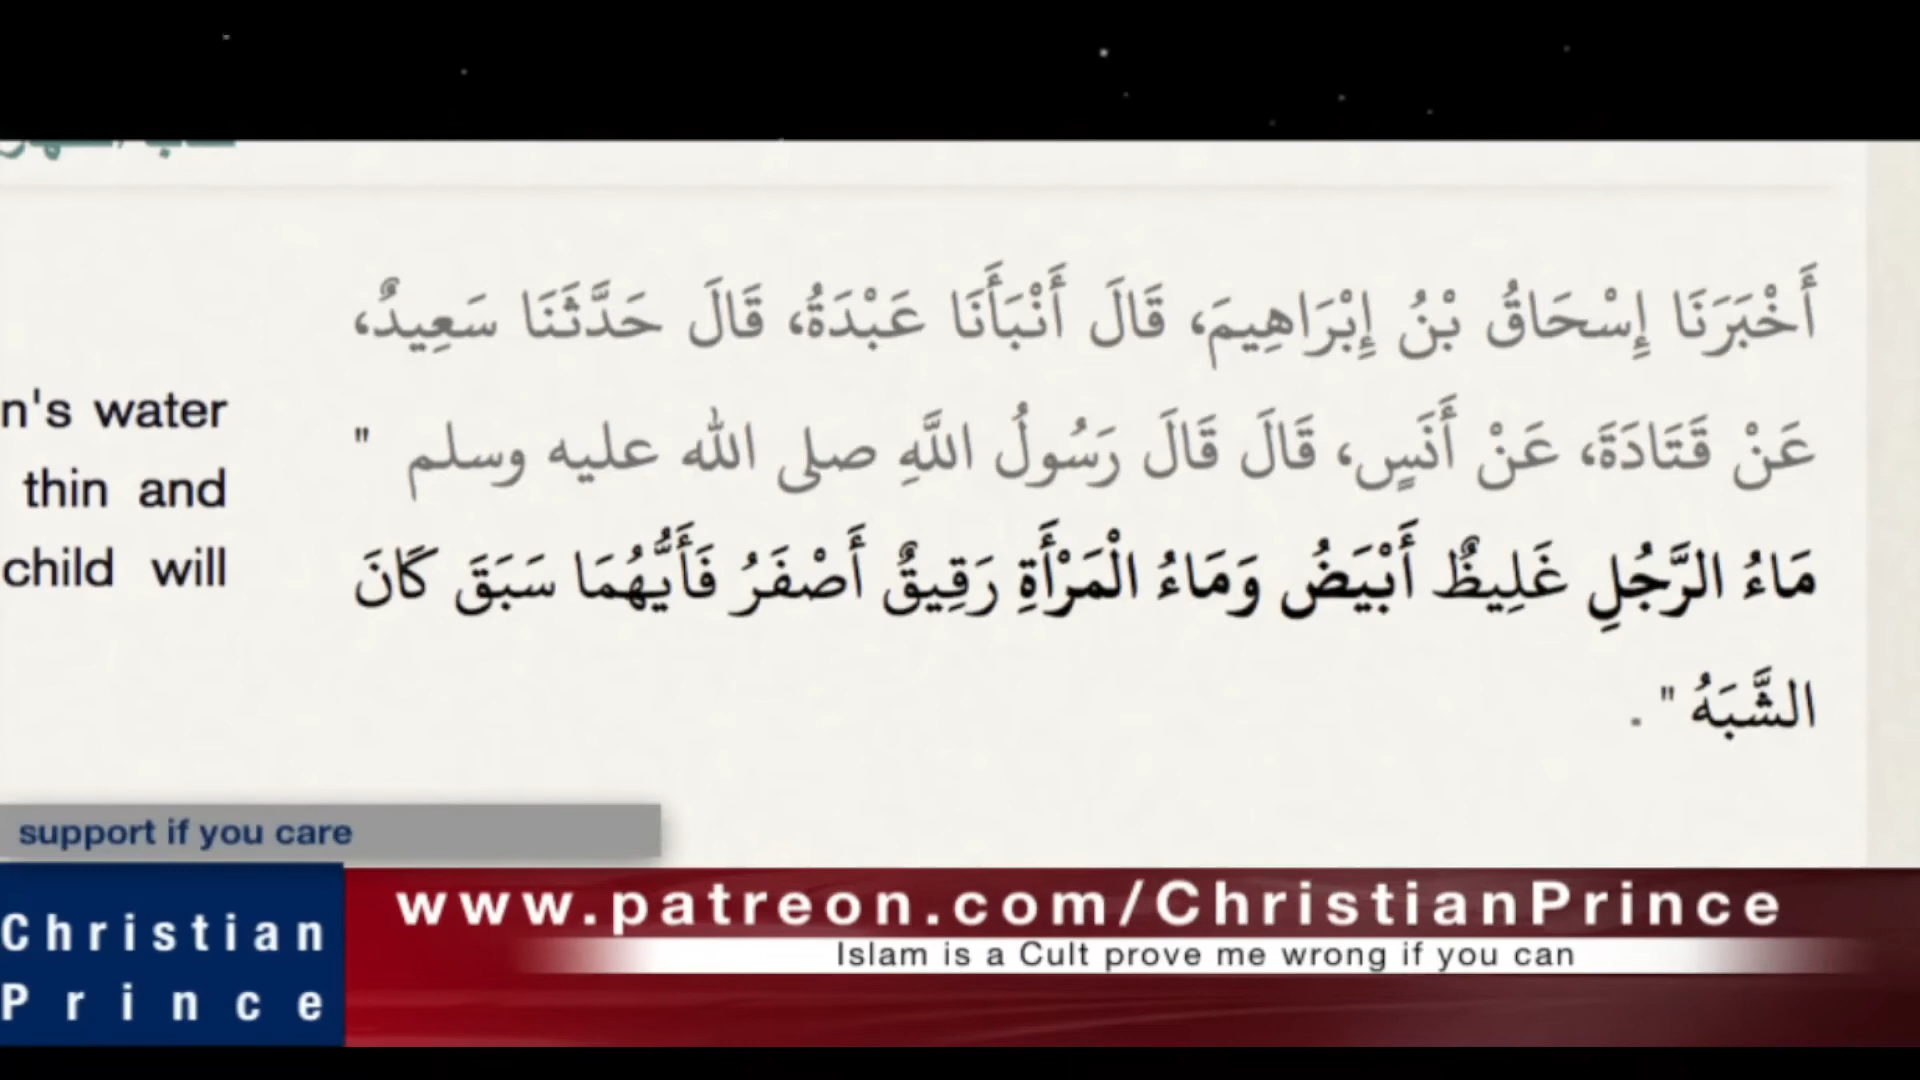 أَخْبَرَنَا إِسْحَاقُ بْنُ إِبْرَاهِيمَ، قَالَ أَنْبَأَنَا عَبْدَةُ، قَالَ حَدَّثَنَا سَعِيدٌ،
عَنْ قَتَادَةَ، عَنْ أَنَسٍ، قَالَ قَالَ رَسُولُ اللَّهِ صلى الله عليه وسلم "
مَاءُ الرَّجُلِ غَلِيظٌ أَبْيَضُ وَمَاءُ الْمَرْأَةِ رَقِيقٌ أَصْفَرُ فَأَيُّهُمَا سَبَقَ كَانَ
الشَّبَهُ " .
n's water
thin and
child will
support if you care
Christian
Prince
www.patreon.com/ChristianPrince
Islam is a Cult prove me wrong if you can